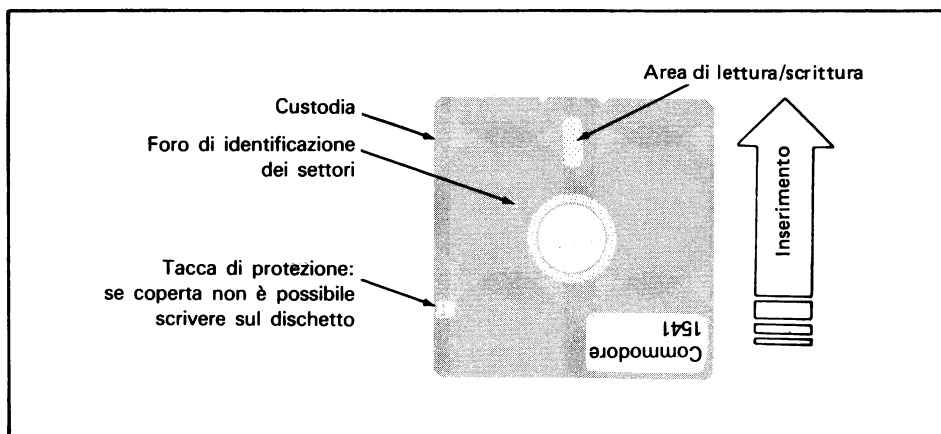 Area di lettura/scrittura
Custodia
Foro di identificazione
dei settori
Inserimento
Tacca di protezione:
se coperta non è possibile
scrivere sul dischetto
Commodore
1541